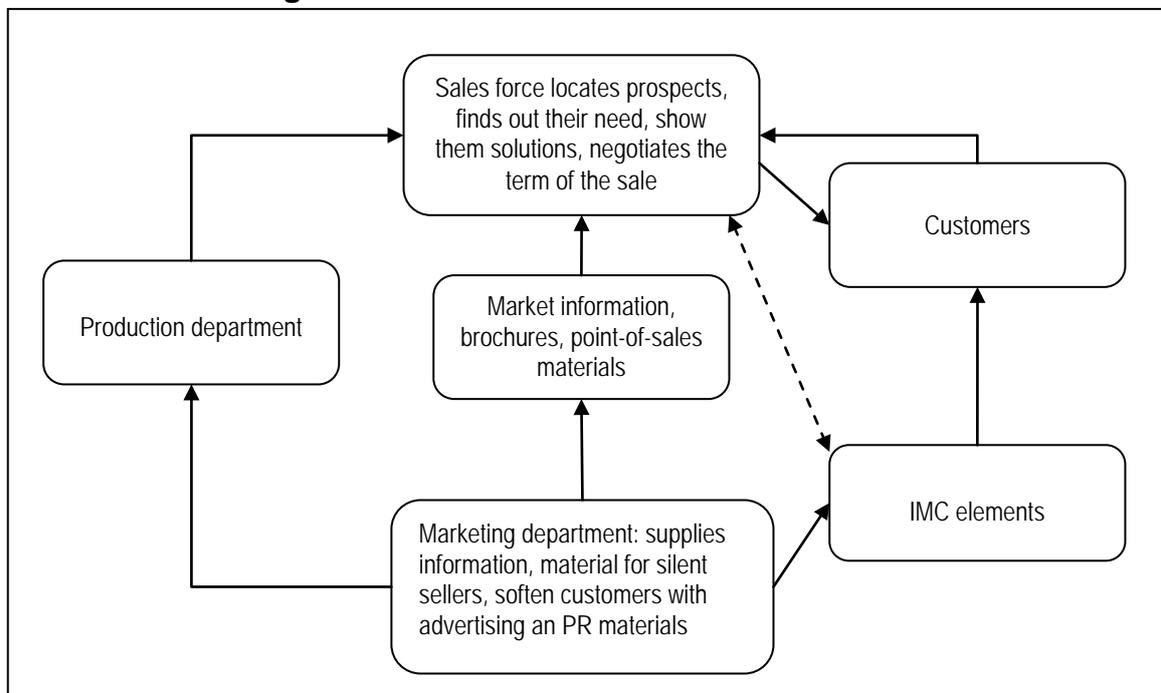 Sales force locates prospects,
finds out their need, show
them solutions, negotiates the
term of the sale
Customers
Production department
Market information,
brochures, point-of-sales
materials
IMC elements
Marketing department: supplies
information, material for silent
sellers, soften customers with
advertising an PR materials